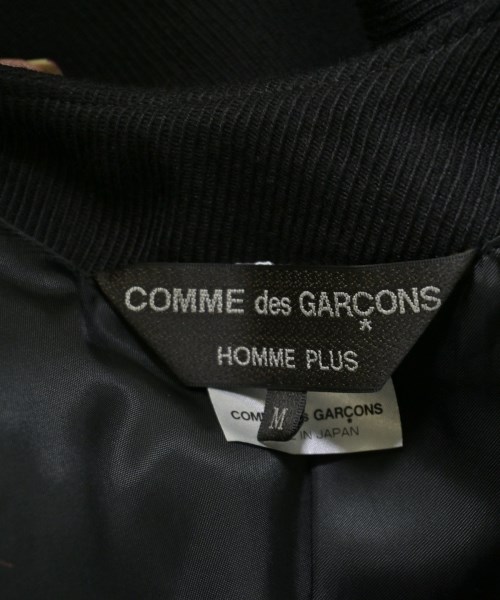 COMME des GARÇONS
HOMME PLUS
M
GARÇONS
IN JAPAN